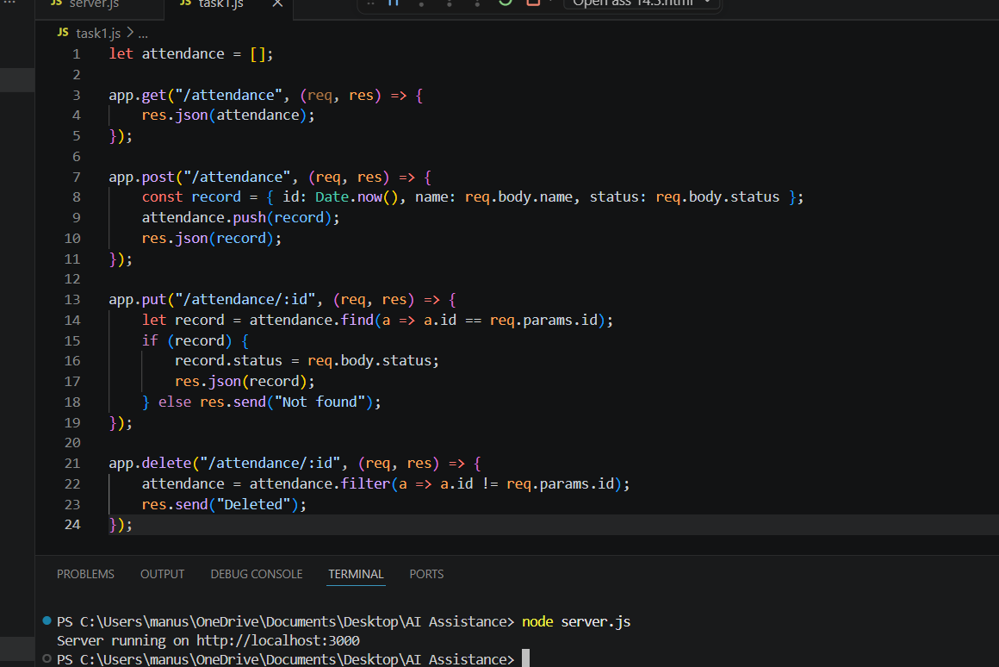 JS server.js JS task1.js Open ass 14.3.html
JS task1.js > ...
1 let attendance = [];
2
3 app.get("/attendance", (req, res) => {
4 res.json(attendance);
5 });
6
7 app.post("/attendance", (req, res) => {
8 const record = { id: Date.now(), name: req.body.name, status: req.body.status };
9 attendance.push(record);
10 res.json(record);
11 });
12
13 app.put("/attendance/:id", (req, res) => {
14 let record = attendance.find(a => a.id == req.params.id);
15 if (record) {
16 record.status = req.body.status;
17 res.json(record);
18 } else res.send("Not found");
19 });
20
21 app.delete("/attendance/:id", (req, res) => {
22 attendance = attendance.filter(a => a.id != req.params.id);
23 res.send("Deleted");
24 });
PROBLEMS OUTPUT DEBUG CONSOLE TERMINAL PORTS
PS C:\Users\manus\OneDrive\Documents\Desktop\AI Assistance> node server.js
Server running on http://localhost:3000
PS C:\Users\manus\OneDrive\Documents\Desktop\AI Assistance>